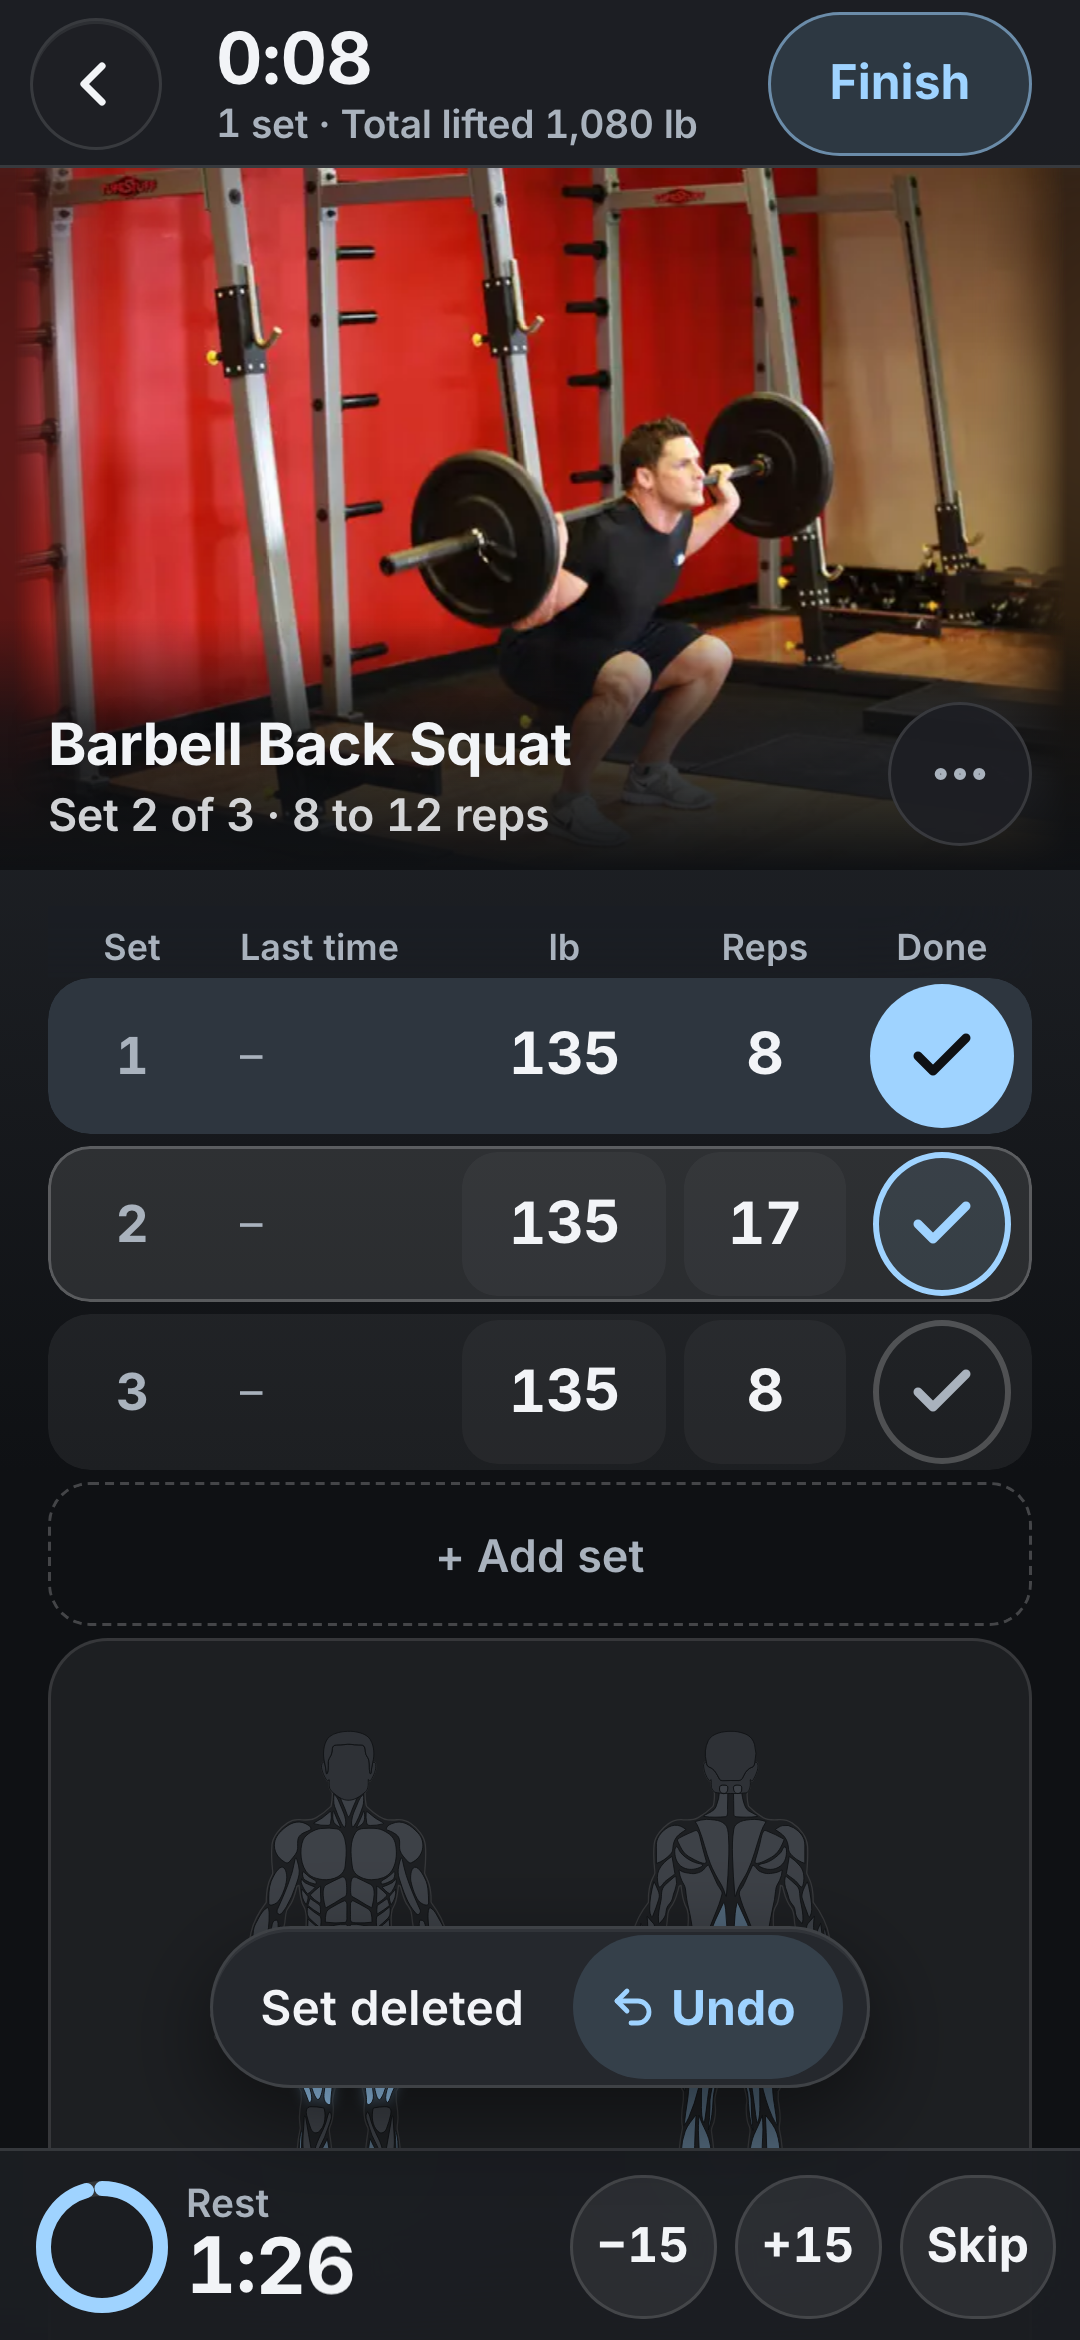 0:08
1 set · Total lifted 1,080 lb
Finish
Barbell Back Squat
Set 2 of 3 · 8 to 12 reps
Set Last time lb Reps Done
1 – 135 8
2 – 135 17
3 – 135 8
+ Add set
Set deleted Undo
Rest
1:26
−15 +15 Skip